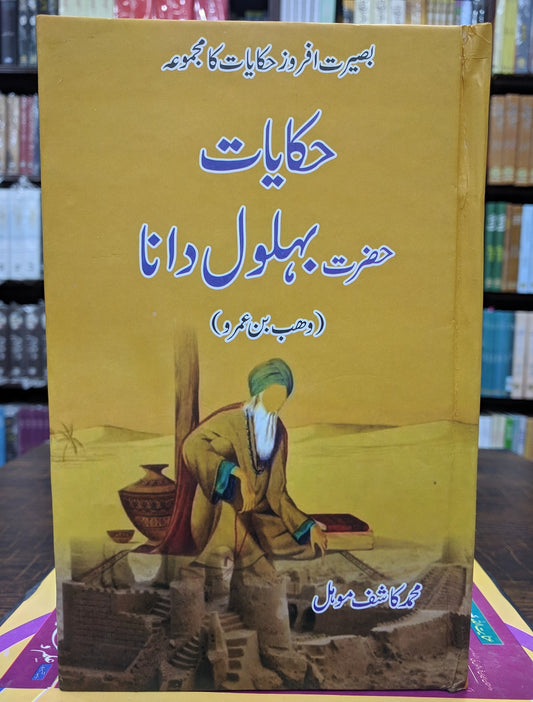 بصیرت افروز حکایات کا مجموعہ
حکایات
حضرت بہلول دانا
(وھب بن عمرو)
محمد کاشف موہل